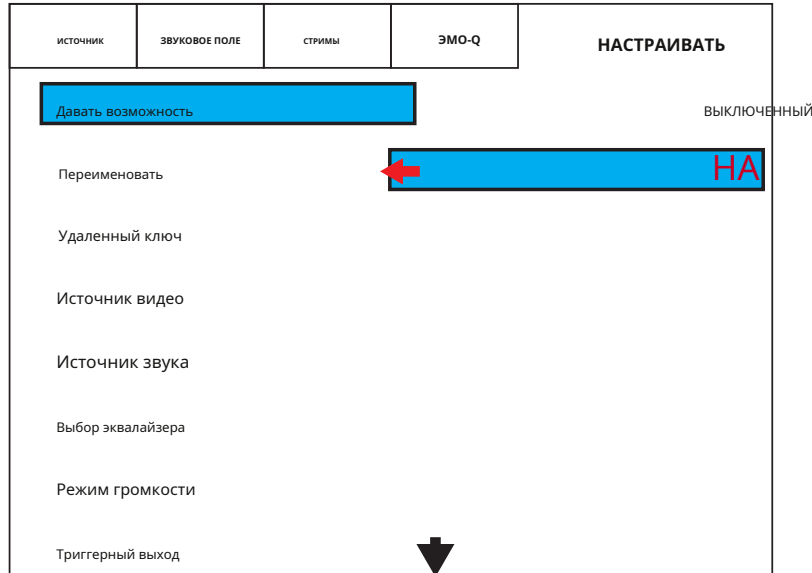 ИСТОЧНИК ЗВУКОВОЕ ПОЛЕ СТРИМЫ ЭМО-Q НАСТРАИВАТЬ
Давать возможность ВЫКЛЮЧЕННЫЙ
Переименовать НА
Удаленный ключ
Источник видео
Источник звука
Выбор эквалайзера
Режим громкости
Триггерный выход